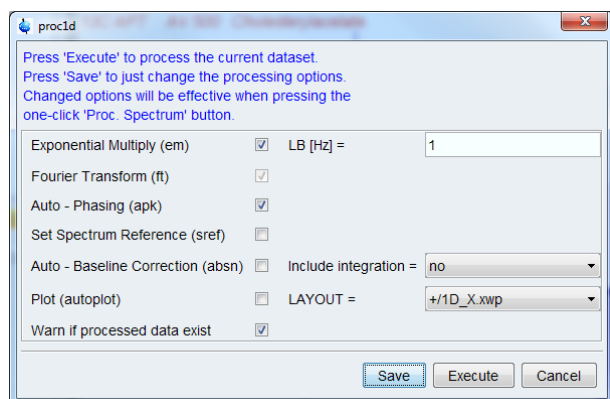 proc1d
Press 'Execute' to process the current dataset.
Press 'Save' to just change the processing options.
Changed options will be effective when pressing the
one-click 'Proc. Spectrum' button.
Exponential Multiply (em) LB [Hz] = 1
Fourier Transform (ft)
Auto - Phasing (apk)
Set Spectrum Reference (sref)
Auto - Baseline Correction (absn) Include integration = no
Plot (autoplot) LAYOUT = +/1D_X.xwp
Warn if processed data exist
Save Execute Cancel